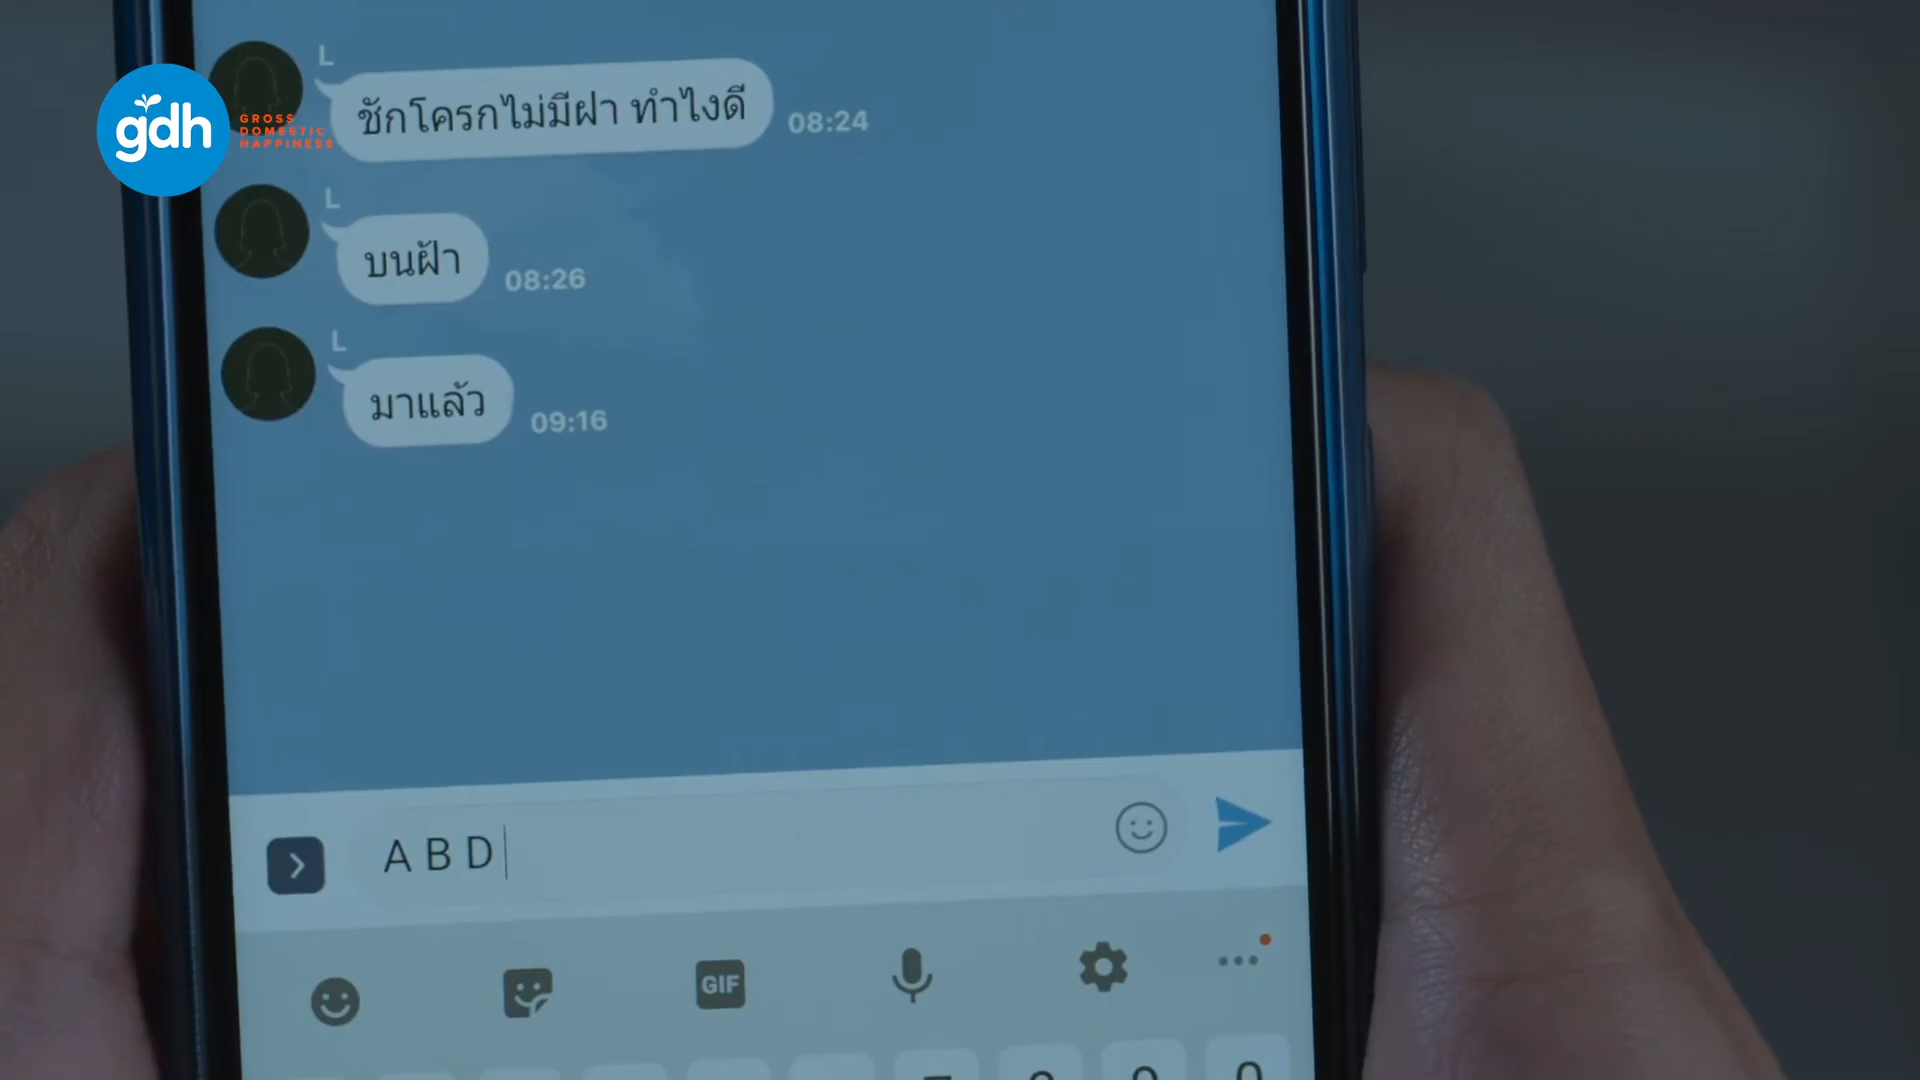 L
ชักโครกไม่มีฝา ทำไงดี 08:24
gdh GROSS
DOMESTIC
HAPPINESS
L
บนฝ้า 08:26
L
มาแล้ว 09:16
A B D
GIF